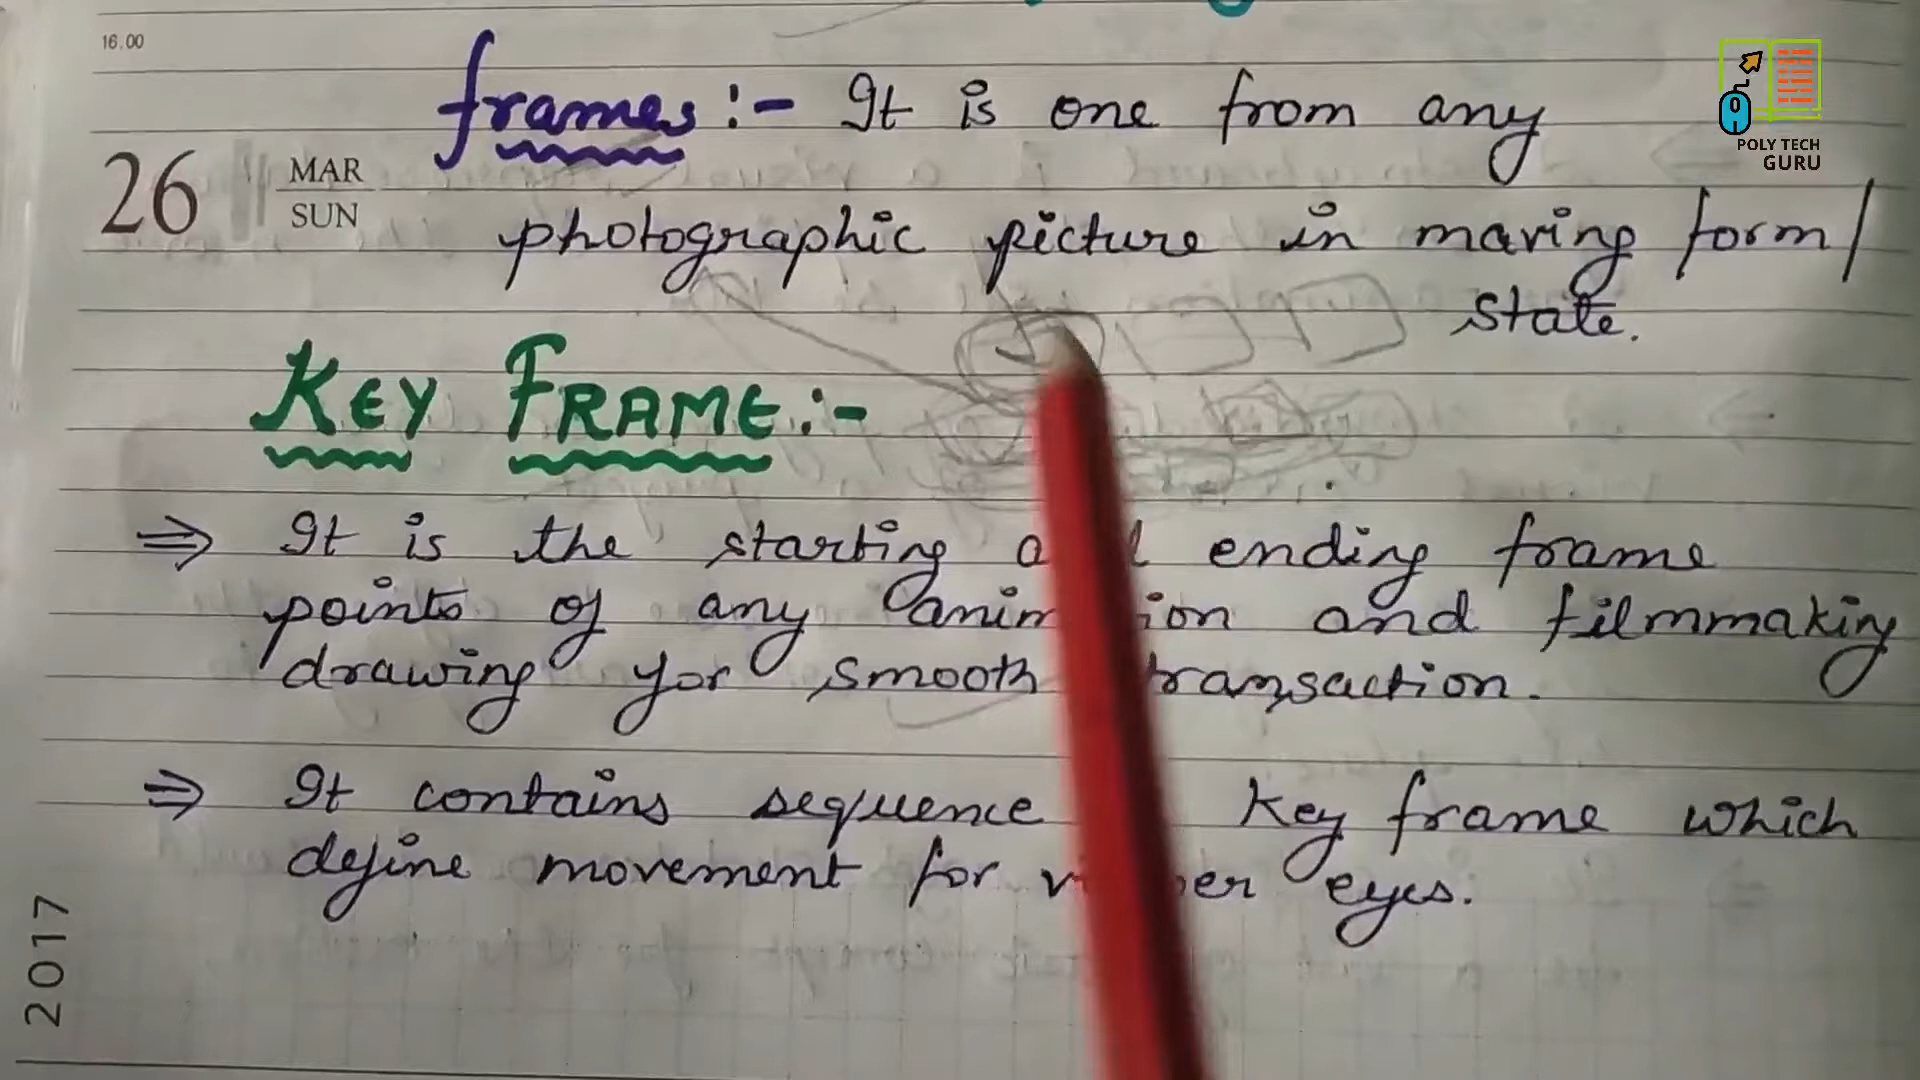 16.00
frames:- It is one from any
POLY TECH
GURU
26 MAR
SUN
photographic picture in moving form/
state.
KEY FRAME:-
⇒ It is the starting ending frame
points of any and filmmaking
drawing for smooth transaction.
⇒ It contains sequence Key frame which
define movement for eyes.
2017